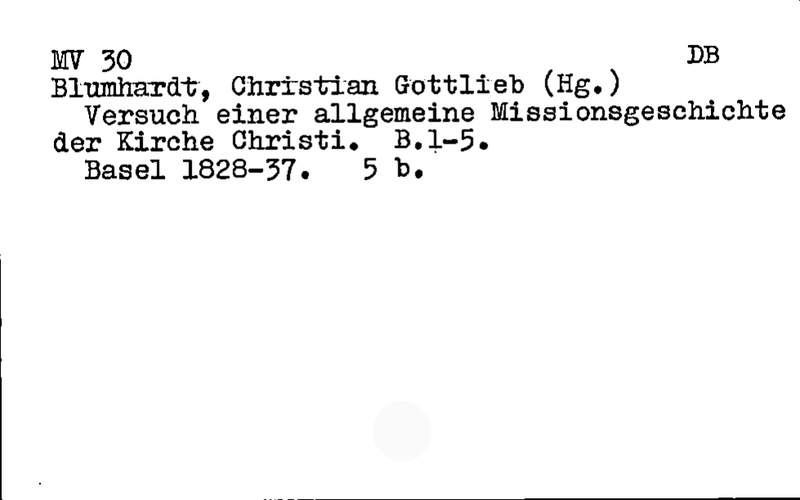 MV 30 DB
Blumhardt, Christian Gottlieb (Hg.)
Versuch einer allgemeine Missionsgeschichte
der Kirche Christi. B.1-5.
Basel 1828-37. 5 b.